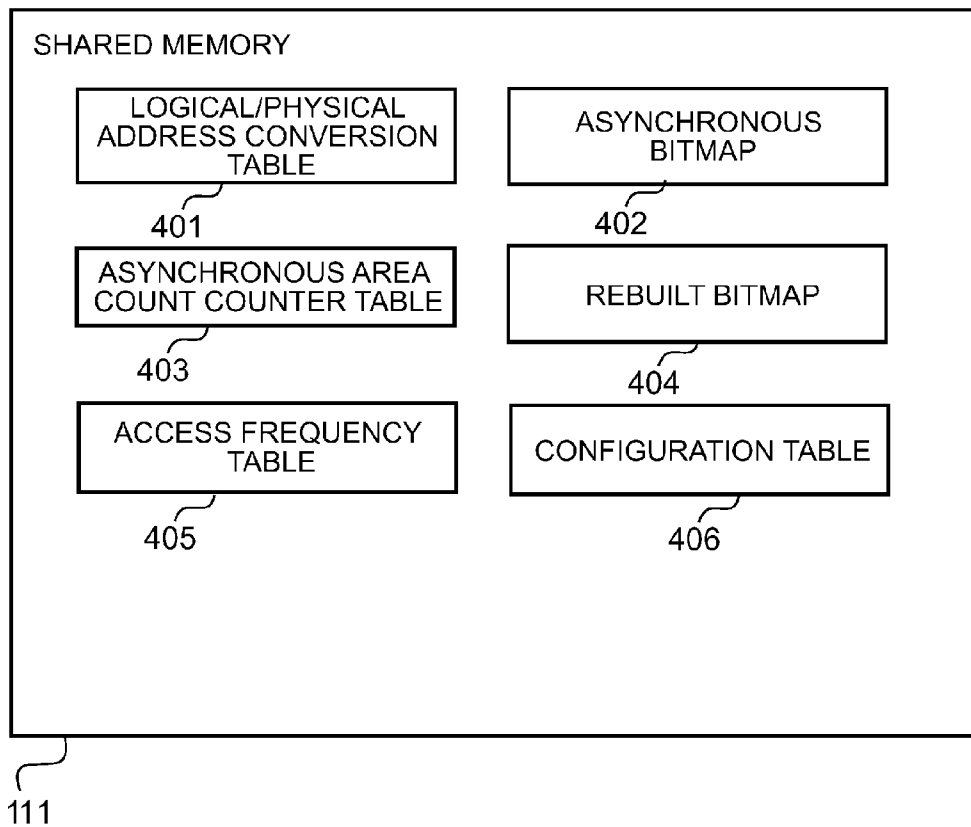 SHARED MEMORY
LOGICAL/PHYSICAL
ADDRESS CONVERSION
TABLE
401
ASYNCHRONOUS
BITMAP
402
ASYNCHRONOUS AREA
COUNT COUNTER TABLE
403
REBUILT BITMAP
404
ACCESS FREQUENCY
TABLE
405
CONFIGURATION TABLE
406
111